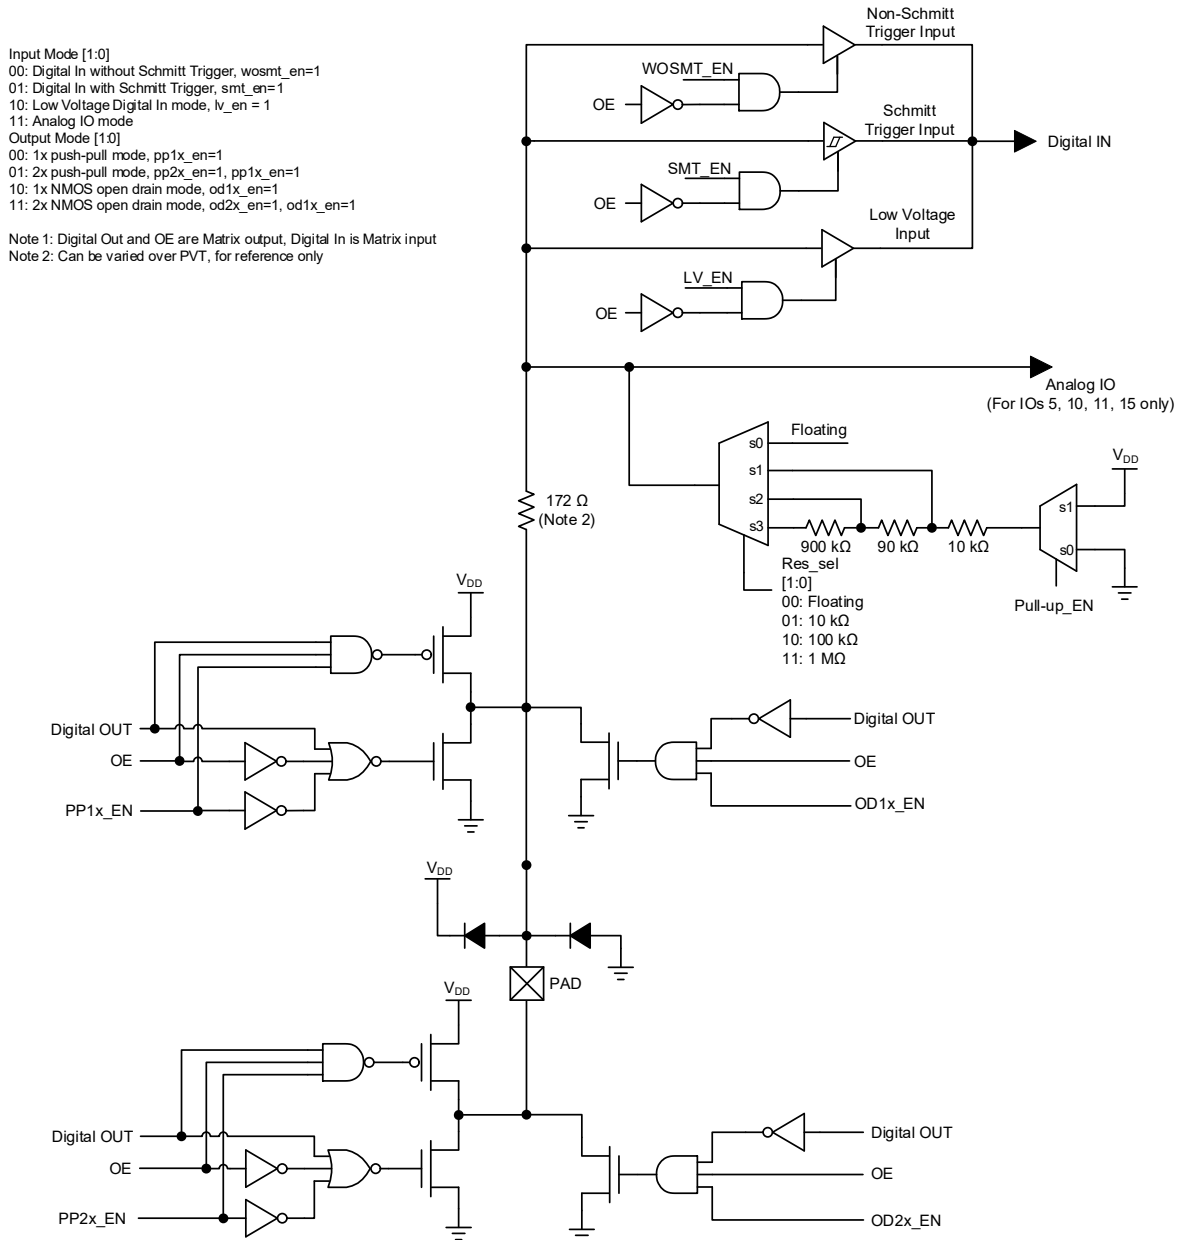 Input Mode [1:0]
00: Digital In without Schmitt Trigger, wosmt_en=1
01: Digital In with Schmitt Trigger, smt_en=1
10: Low Voltage Digital In mode, lv_en = 1
11: Analog IO mode
Output Mode [1:0]
00: 1x push-pull mode, pp1x_en=1
01: 2x push-pull mode, pp2x_en=1, pp1x_en=1
10: 1x NMOS open drain mode, od1x_en=1
11: 2x NMOS open drain mode, od2x_en=1, od1x_en=1
Note 1: Digital Out and OE are Matrix output, Digital In is Matrix input
Note 2: Can be varied over PVT, for reference only
Non-Schmitt
Trigger Input
WOSMT_EN
OE
Schmitt
Trigger Input
Digital IN
SMT_EN
OE
Low Voltage
Input
LV_EN
OE
Analog IO
(For IOs 5, 10, 11, 15 only)
s0
Floating
s1
s2
s3
900 kΩ
90 kΩ
10 kΩ
VDD
s1
s0
Pull-up_EN
172 Ω
(Note 2)
Res_sel
[1:0]
00: Floating
01: 10 kΩ
10: 100 kΩ
11: 1 MΩ
VDD
Digital OUT
OE
PP1x_EN
Digital OUT
OE
OD1x_EN
VDD
PAD
VDD
Digital OUT
OE
PP2x_EN
Digital OUT
OE
OD2x_EN